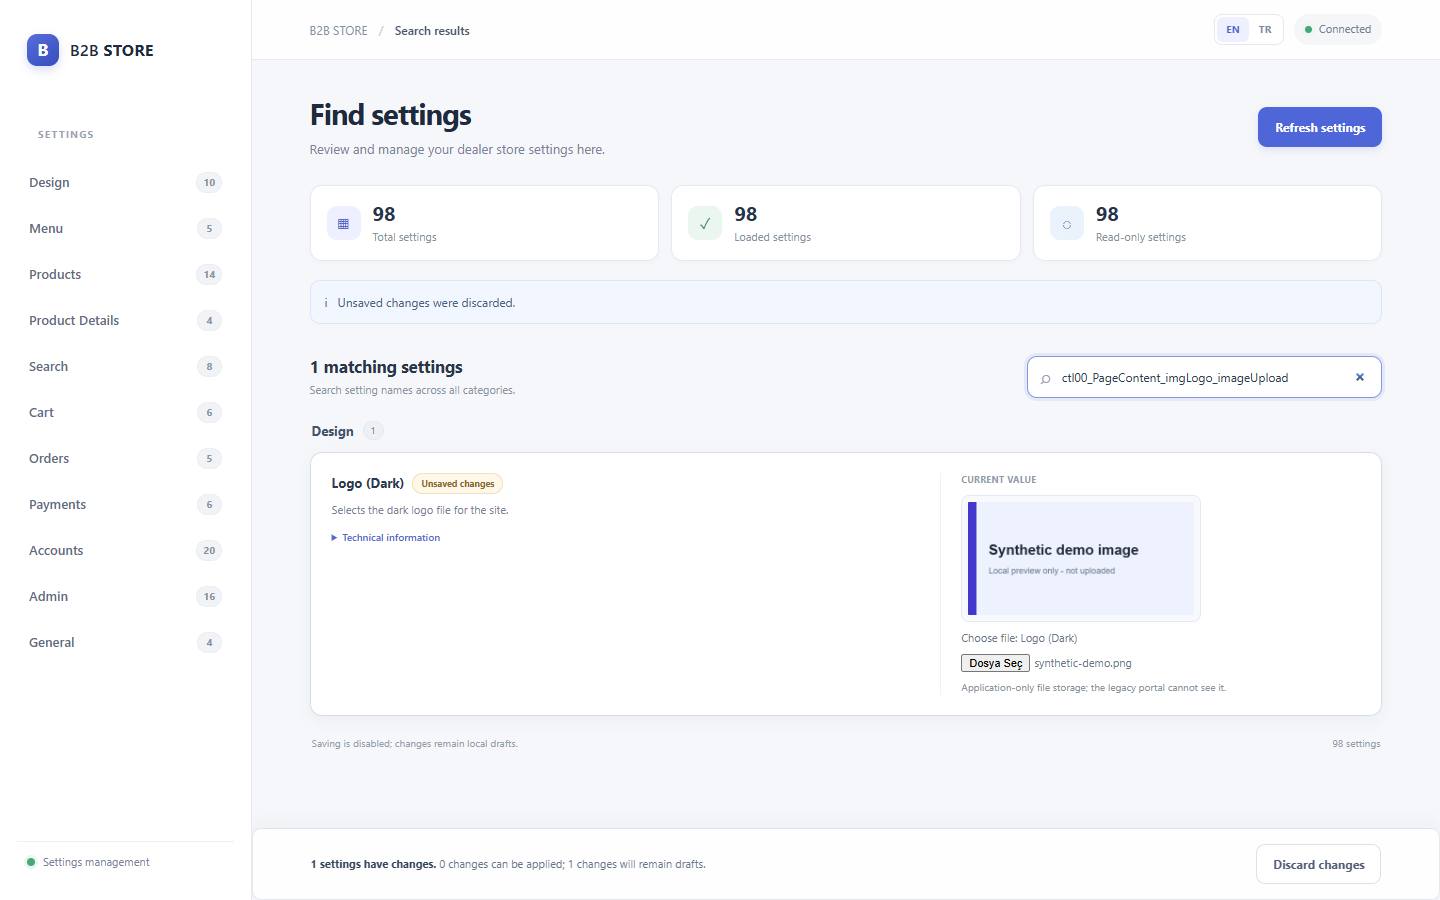 B B2B STORE
SETTINGS
Design 10
Menu 5
Products 14
Product Details 4
Search 8
Cart 6
Orders 5
Payments 6
Accounts 20
Admin 16
General 4
Settings management
B2B STORE / Search results
EN TR Connected
Find settings
Review and manage your dealer store settings here.
Refresh settings
98
Total settings
98
Loaded settings
98
Read-only settings
i Unsaved changes were discarded.
1 matching settings
Search setting names across all categories.
ctl00_PageContent_imgLogo_imageUpload
Design 1
Logo (Dark) Unsaved changes
Selects the dark logo file for the site.
Technical information
CURRENT VALUE
Synthetic demo image
Local preview only - not uploaded
Choose file: Logo (Dark)
Dosya Seç synthetic-demo.png
Application-only file storage; the legacy portal cannot see it.
Saving is disabled; changes remain local drafts.
98 settings
1 settings have changes. 0 changes can be applied; 1 changes will remain drafts.
Discard changes